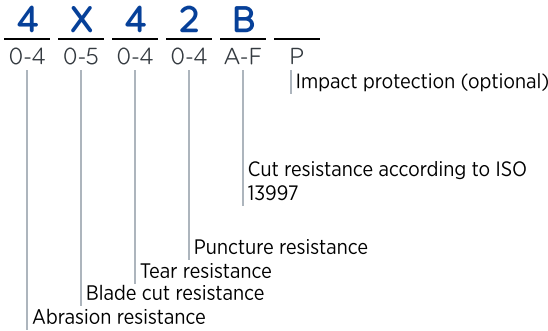 4 X 4 2 B
0-4 0-5 0-4 0-4 A-F P
Impact protection (optional)
Cut resistance according to ISO
13997
Puncture resistance
Tear resistance
Blade cut resistance
Abrasion resistance